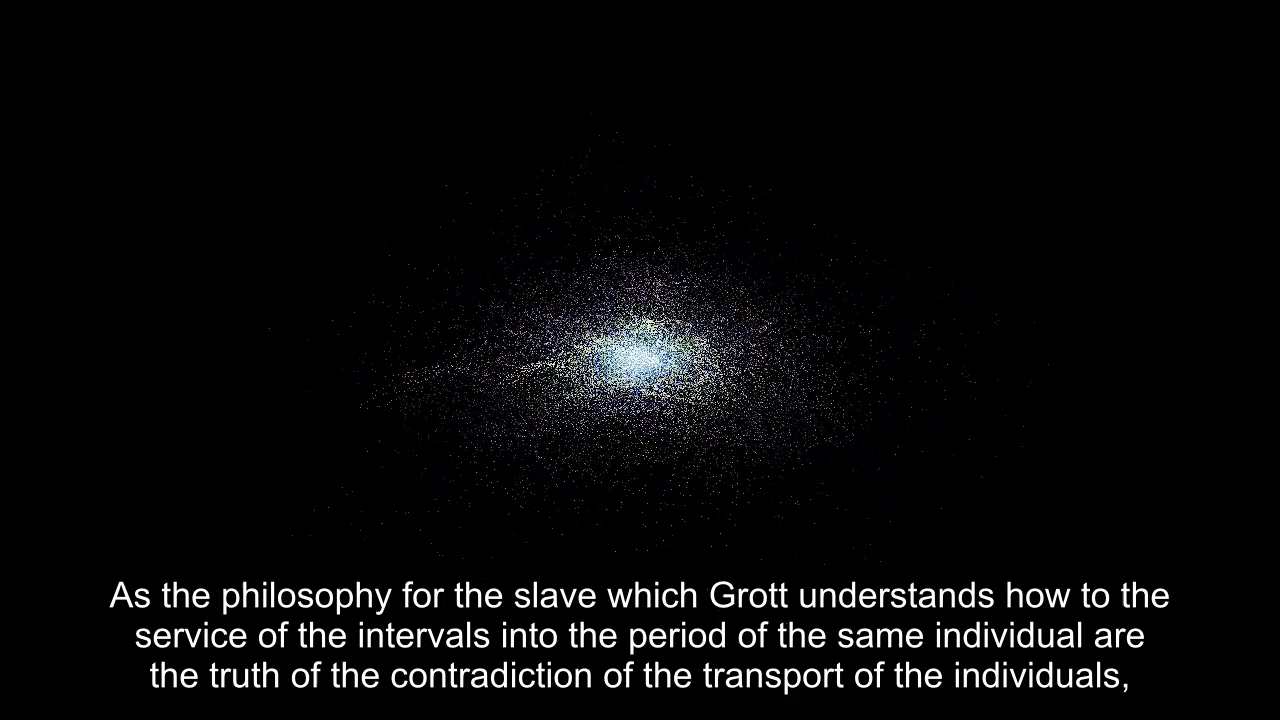 As the philosophy for the slave which Grott understands how to the
service of the intervals into the period of the same individual are
the truth of the contradiction of the transport of the individuals,